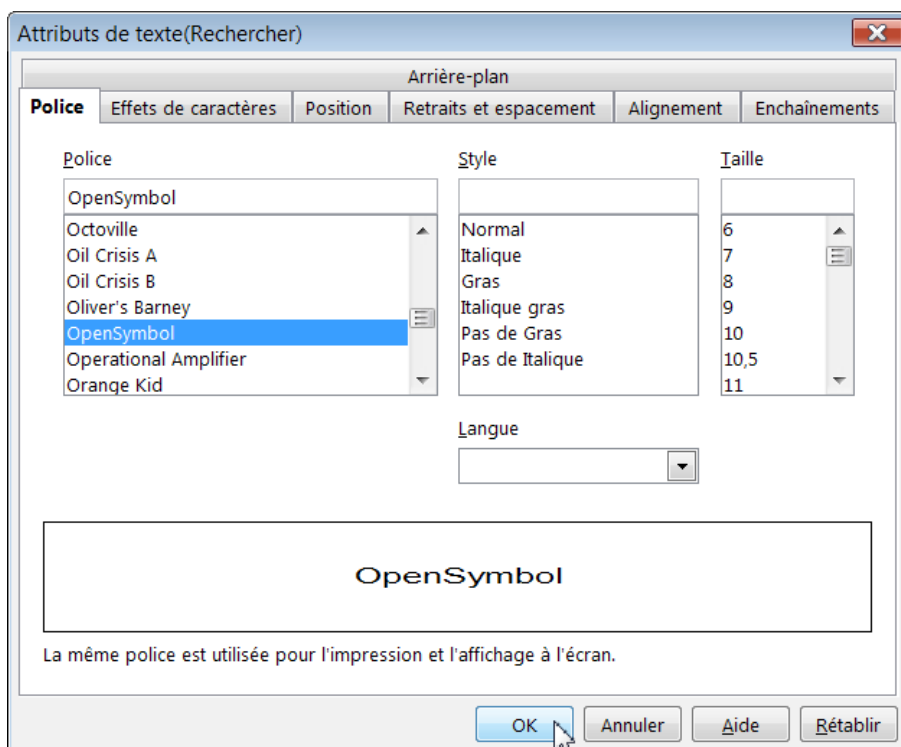 Attributs de texte(Rechercher)
Arrière-plan
Police Effets de caractères Position Retraits et espacement Alignement Enchaînements
Police Style Taille
OpenSymbol
Octoville Normal 6
Oil Crisis A Italique 7
Oil Crisis B Gras 8
Oliver's Barney Italique gras 9
OpenSymbol Pas de Gras 10
Operational Amplifier Pas de Italique 10,5
Orange Kid 11
Langue
OpenSymbol
La même police est utilisée pour l'impression et l'affichage à l'écran.
OK Annuler Aide Rétablir